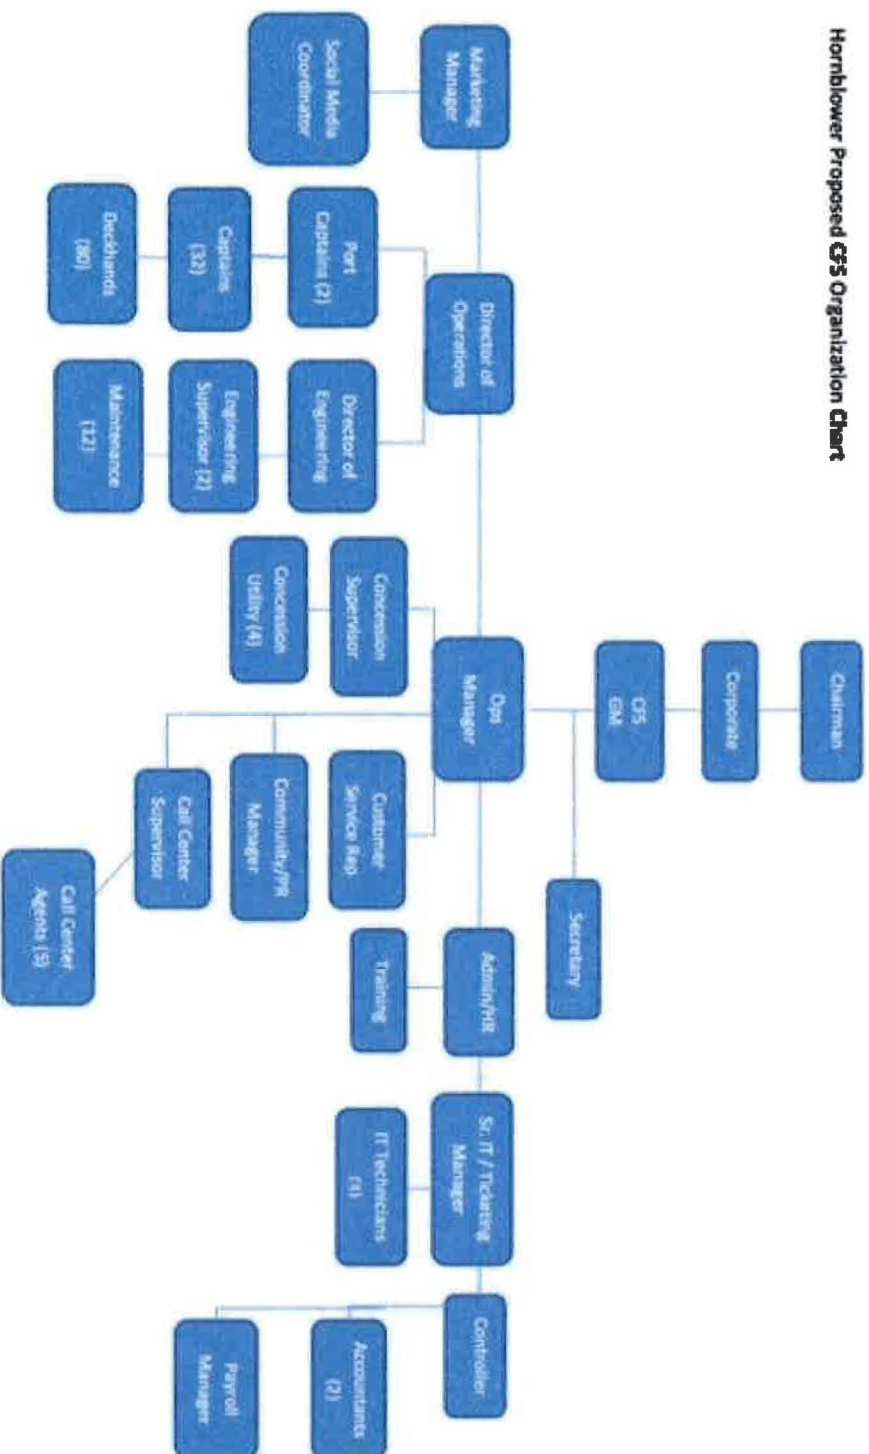 Hornblower Proposed CFS Organization Chart
Chairman
Corporate
CFS
GM
Secretary
Marketing
Manager
Director of
Operations
Ops
Manager
Admin/HR
Sr. IT / Ticketing
Manager
Controller
Social Media
Coordinator
Port
Captains (2)
Captains
(32)
Deckhands
(80)
Director of
Engineering
Engineering
Supervisor (2)
Maintenance
(12)
Concession
Supervisor
Concession
Utility (4)
Customer
Service Rep
Community/PR
Manager
Call Center
Supervisor
Call Center
Agents (5)
Training
IT Technicians
Accountants
(2)
Payroll
Manager